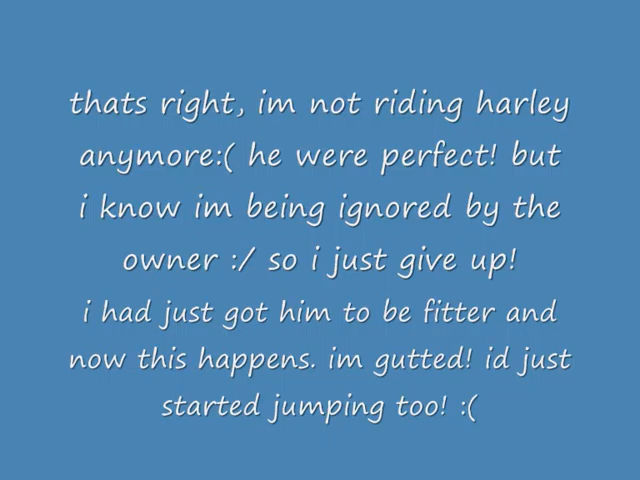 thats right, im not riding harley
anymore:( he were perfect! but
i know im being ignored by the
owner :/ so i just give up!
i had just got him to be fitter and
now this happens. im gutted! id just
started jumping too! :(